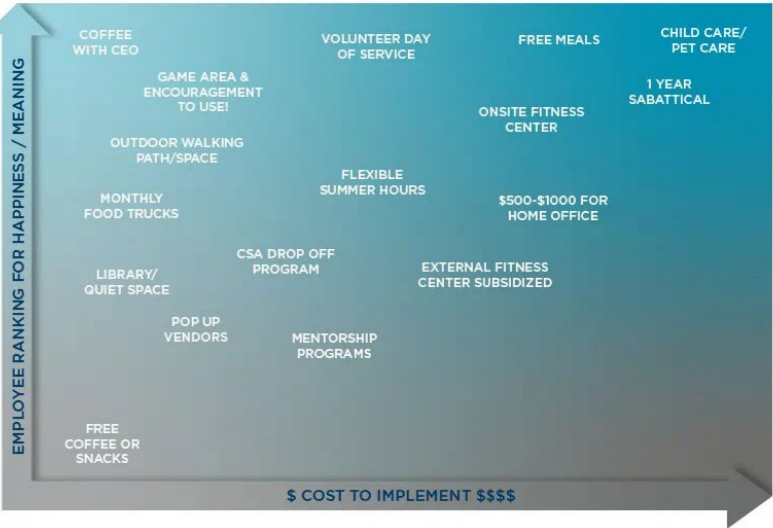 EMPLOYEE RANKING FOR HAPPINESS / MEANING
COFFEE
WITH CEO
VOLUNTEER DAY
OF SERVICE
FREE MEALS
CHILD CARE/
PET CARE
GAME AREA &
ENCOURAGEMENT
TO USE!
1 YEAR
SABATTICAL
ONSITE FITNESS
CENTER
OUTDOOR WALKING
PATH/SPACE
FLEXIBLE
SUMMER HOURS
MONTHLY
FOOD TRUCKS
$500-$1000 FOR
HOME OFFICE
CSA DROP OFF
PROGRAM
EXTERNAL FITNESS
CENTER SUBSIDIZED
LIBRARY/
QUIET SPACE
POP UP
VENDORS
MENTORSHIP
PROGRAMS
FREE
COFFEE OR
SNACKS
$ COST TO IMPLEMENT $$$$